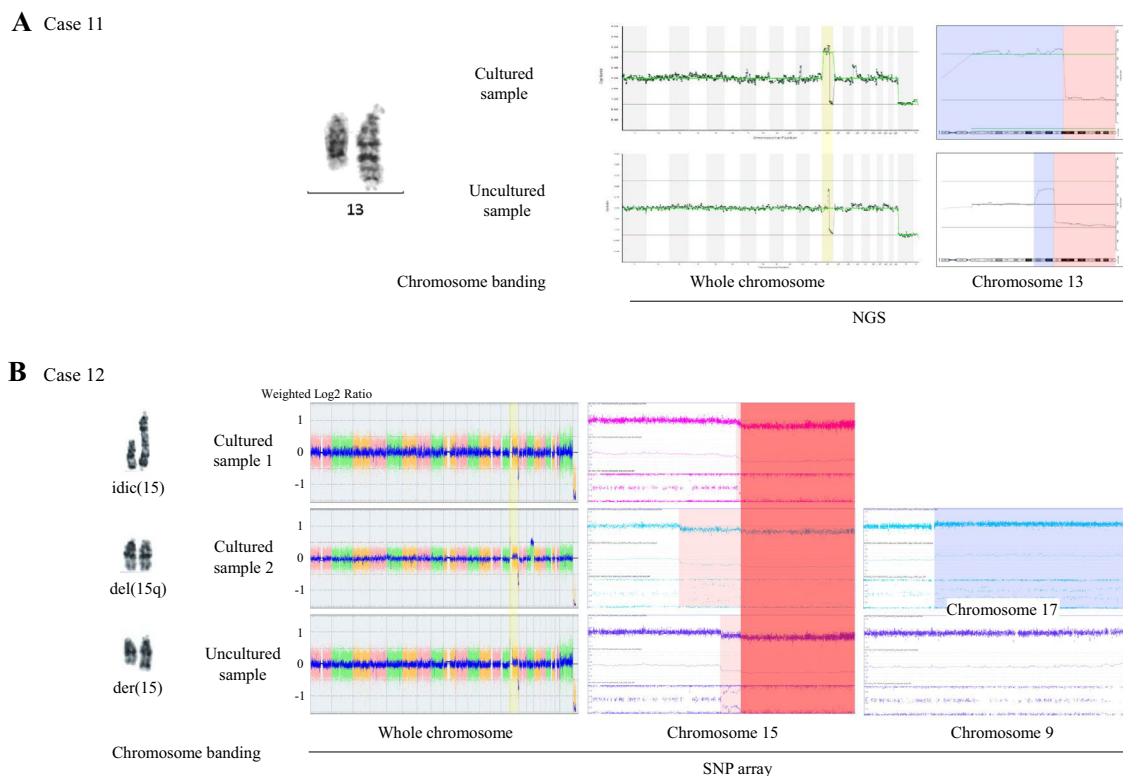 A Case 11
Cultured
sample
Uncultured
sample
13
Chromosome banding
Whole chromosome
Chromosome 13
NGS
B Case 12
Weighted Log2 Ratio
1
0
-1
Cultured
sample 1
idic(15)
1
0
-1
Cultured
sample 2
del(15q)
Chromosome 17
1
0
-1
Uncultured
sample
der(15)
Whole chromosome
Chromosome 15
Chromosome 9
Chromosome banding
SNP array